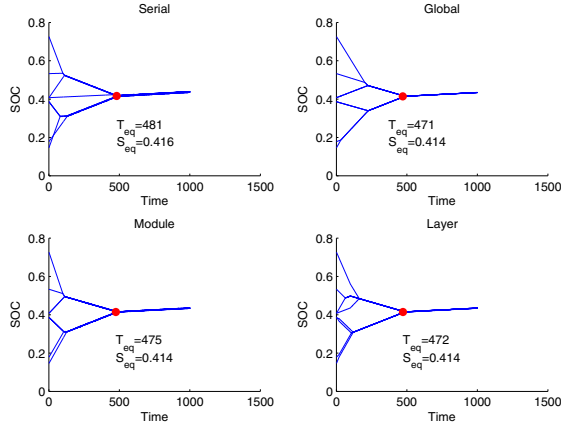 Serial
0.8
0.6
0.4
0.2
0
SOC
T_eq=481
S_eq=0.416
0 500 1000 1500
Time
Global
0.8
0.6
0.4
0.2
0
SOC
T_eq=471
S_eq=0.414
0 500 1000 1500
Time
Module
0.8
0.6
0.4
0.2
0
SOC
T_eq=475
S_eq=0.414
0 500 1000 1500
Time
Layer
0.8
0.6
0.4
0.2
0
SOC
T_eq=472
S_eq=0.414
0 500 1000 1500
Time